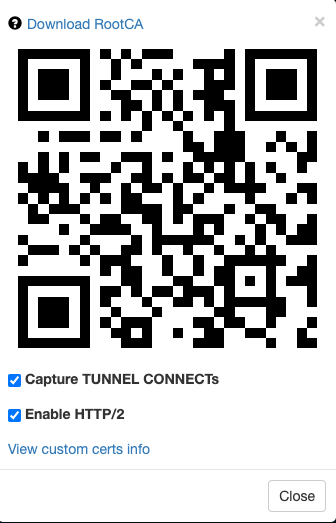 Download RootCA
×
Capture TUNNEL CONNECTs
Enable HTTP/2
View custom certs info
Close